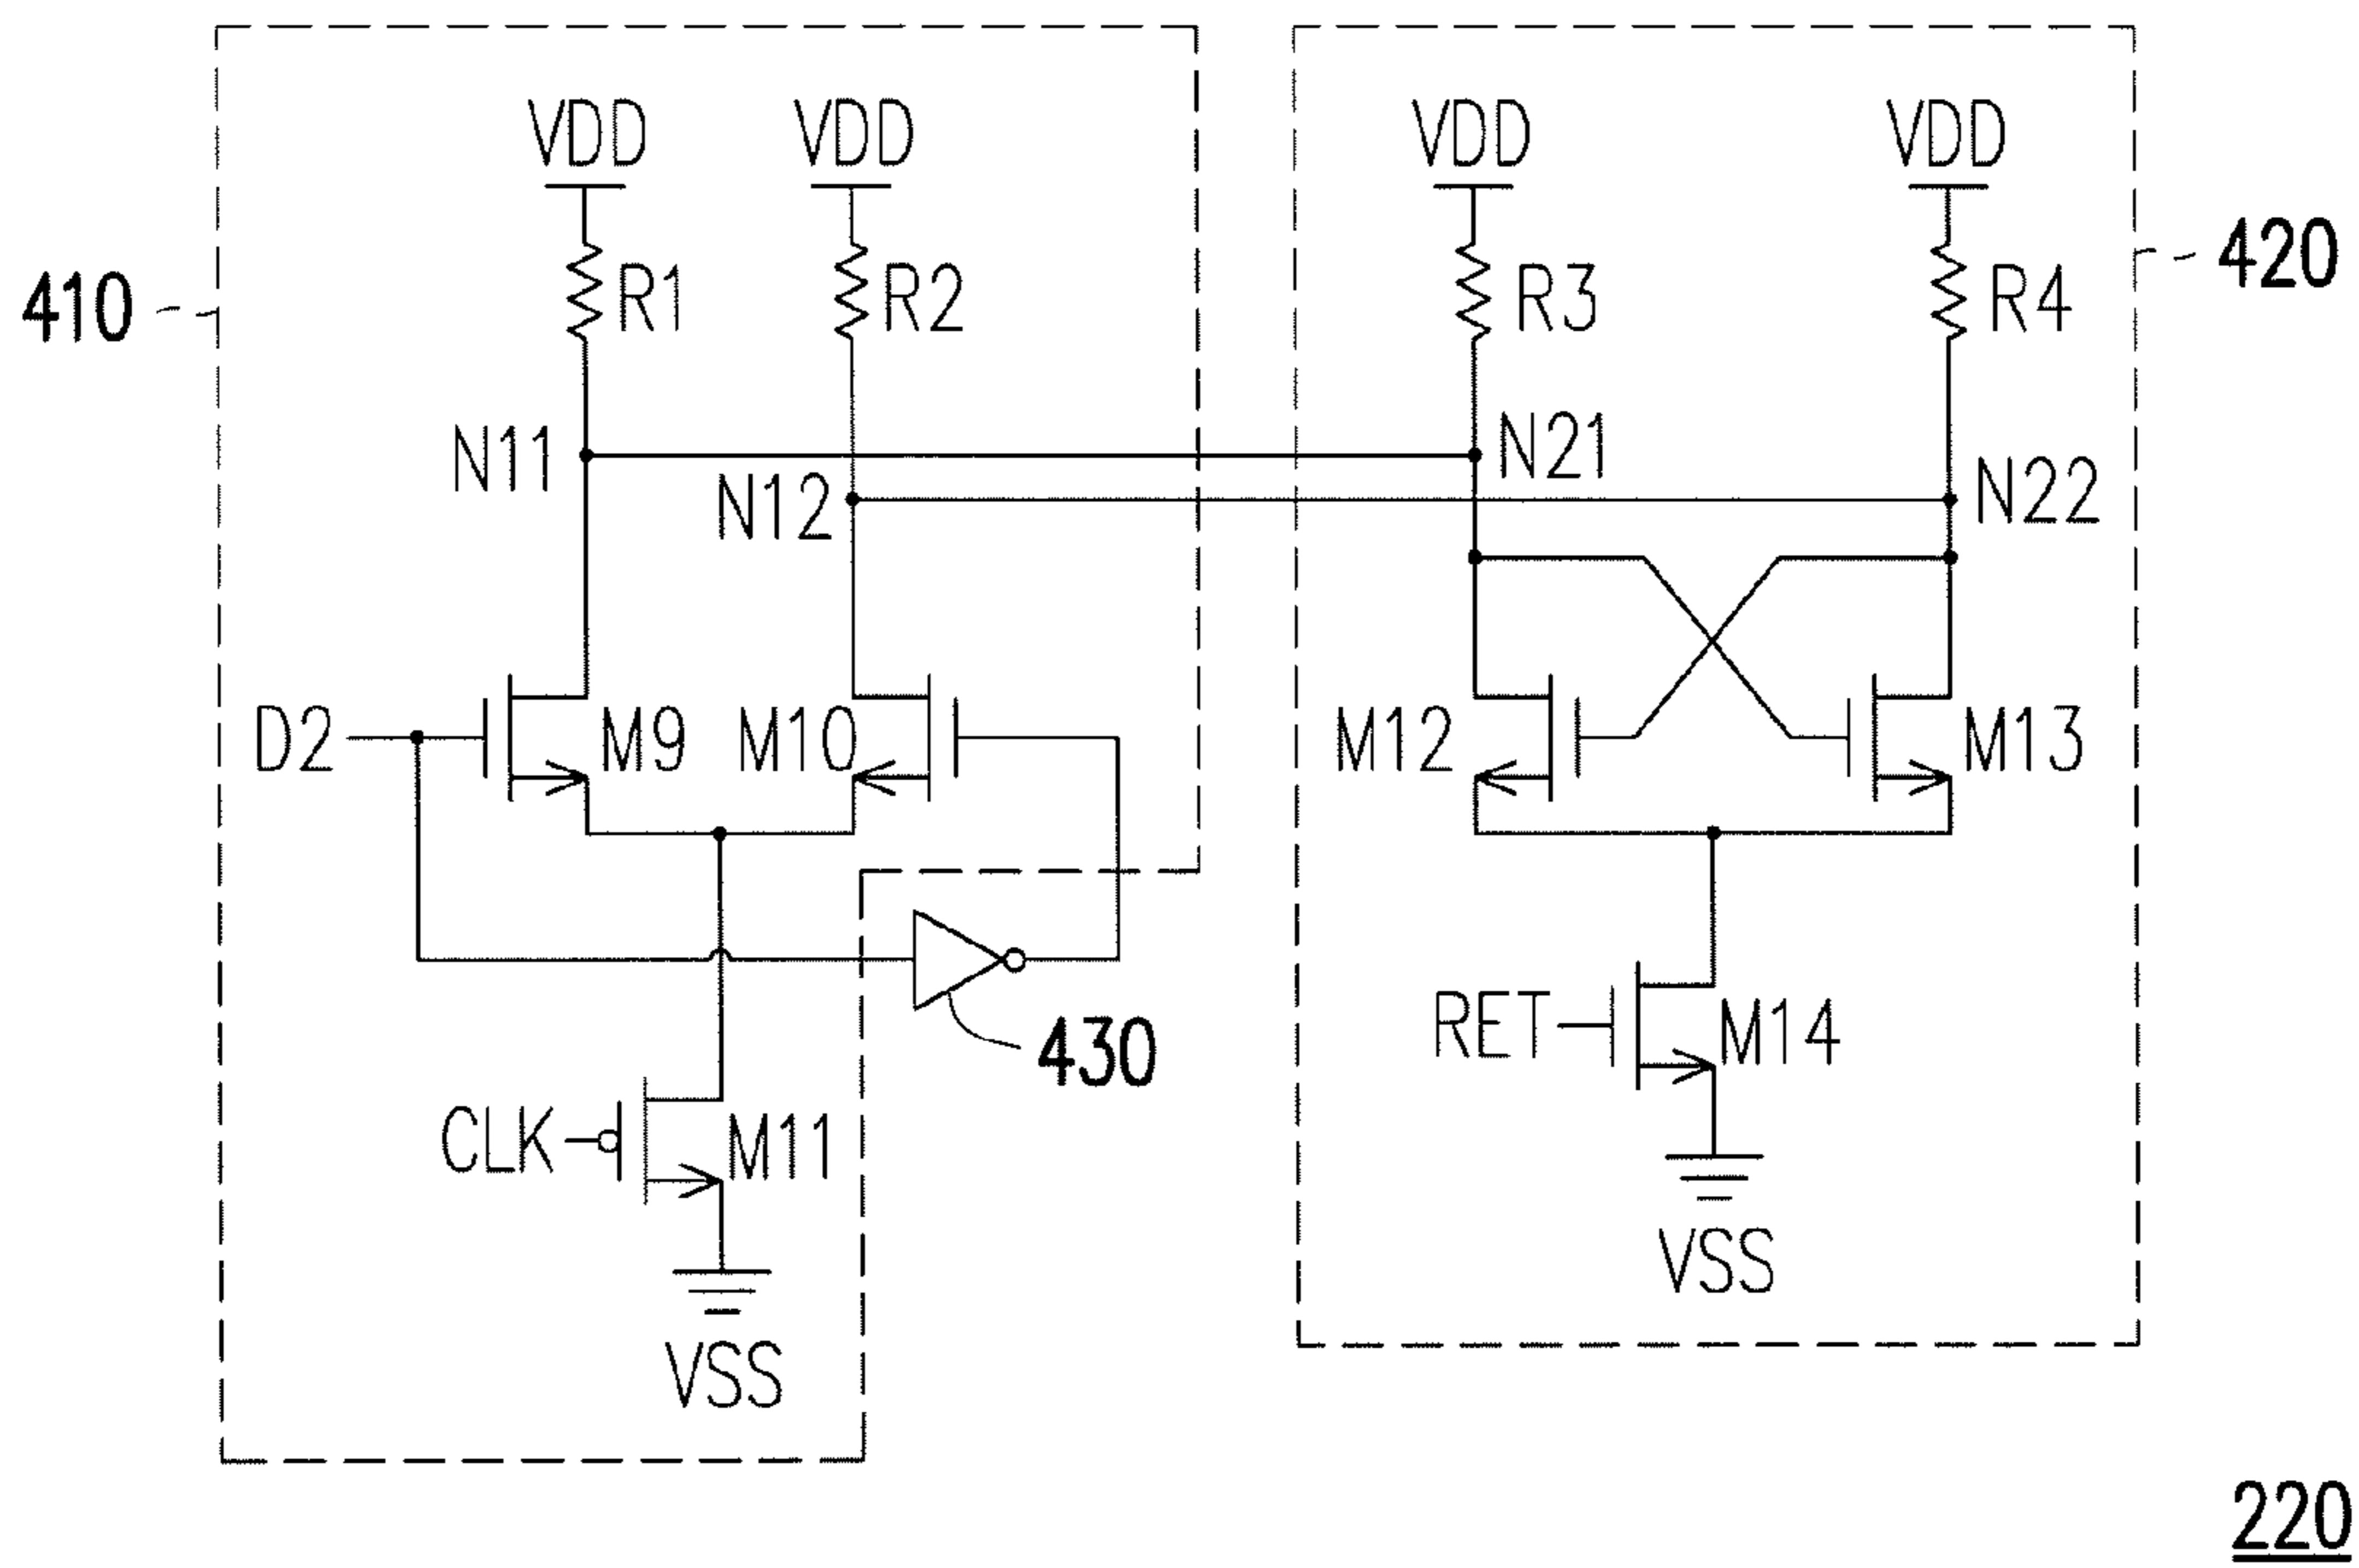 VDD VDD VDD VDD
410 R1 R2 R3 R4 420
N11 N12 N21 N22
D2 M9 M10 M12 M13
430
CLK M11 RET M14
VSS VSS
220